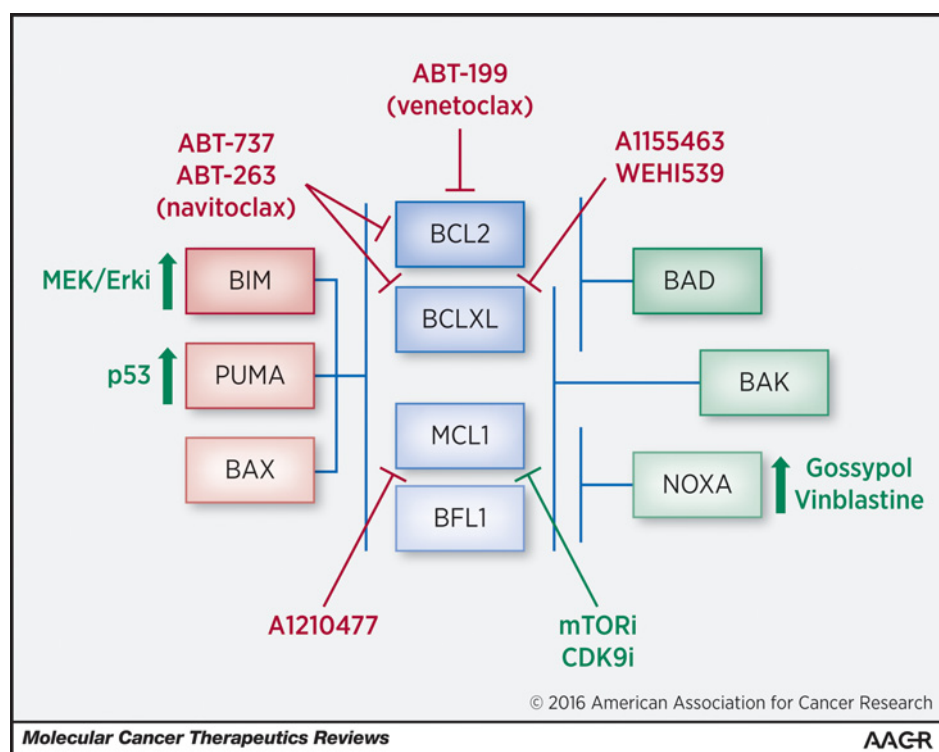 ABT-199
(venetoclax)
ABT-737
ABT-263
(navitoclax)
A1155463
WEHI539
BCL2
MEK/Erki
BIM
BCLXL
BAD
p53
PUMA
BAK
BAX
MCL1
BFL1
NOXA
Gossypol
Vinblastine
A1210477
mTORi
CDK9i
© 2016 American Association for Cancer Research
Molecular Cancer Therapeutics Reviews
AACR